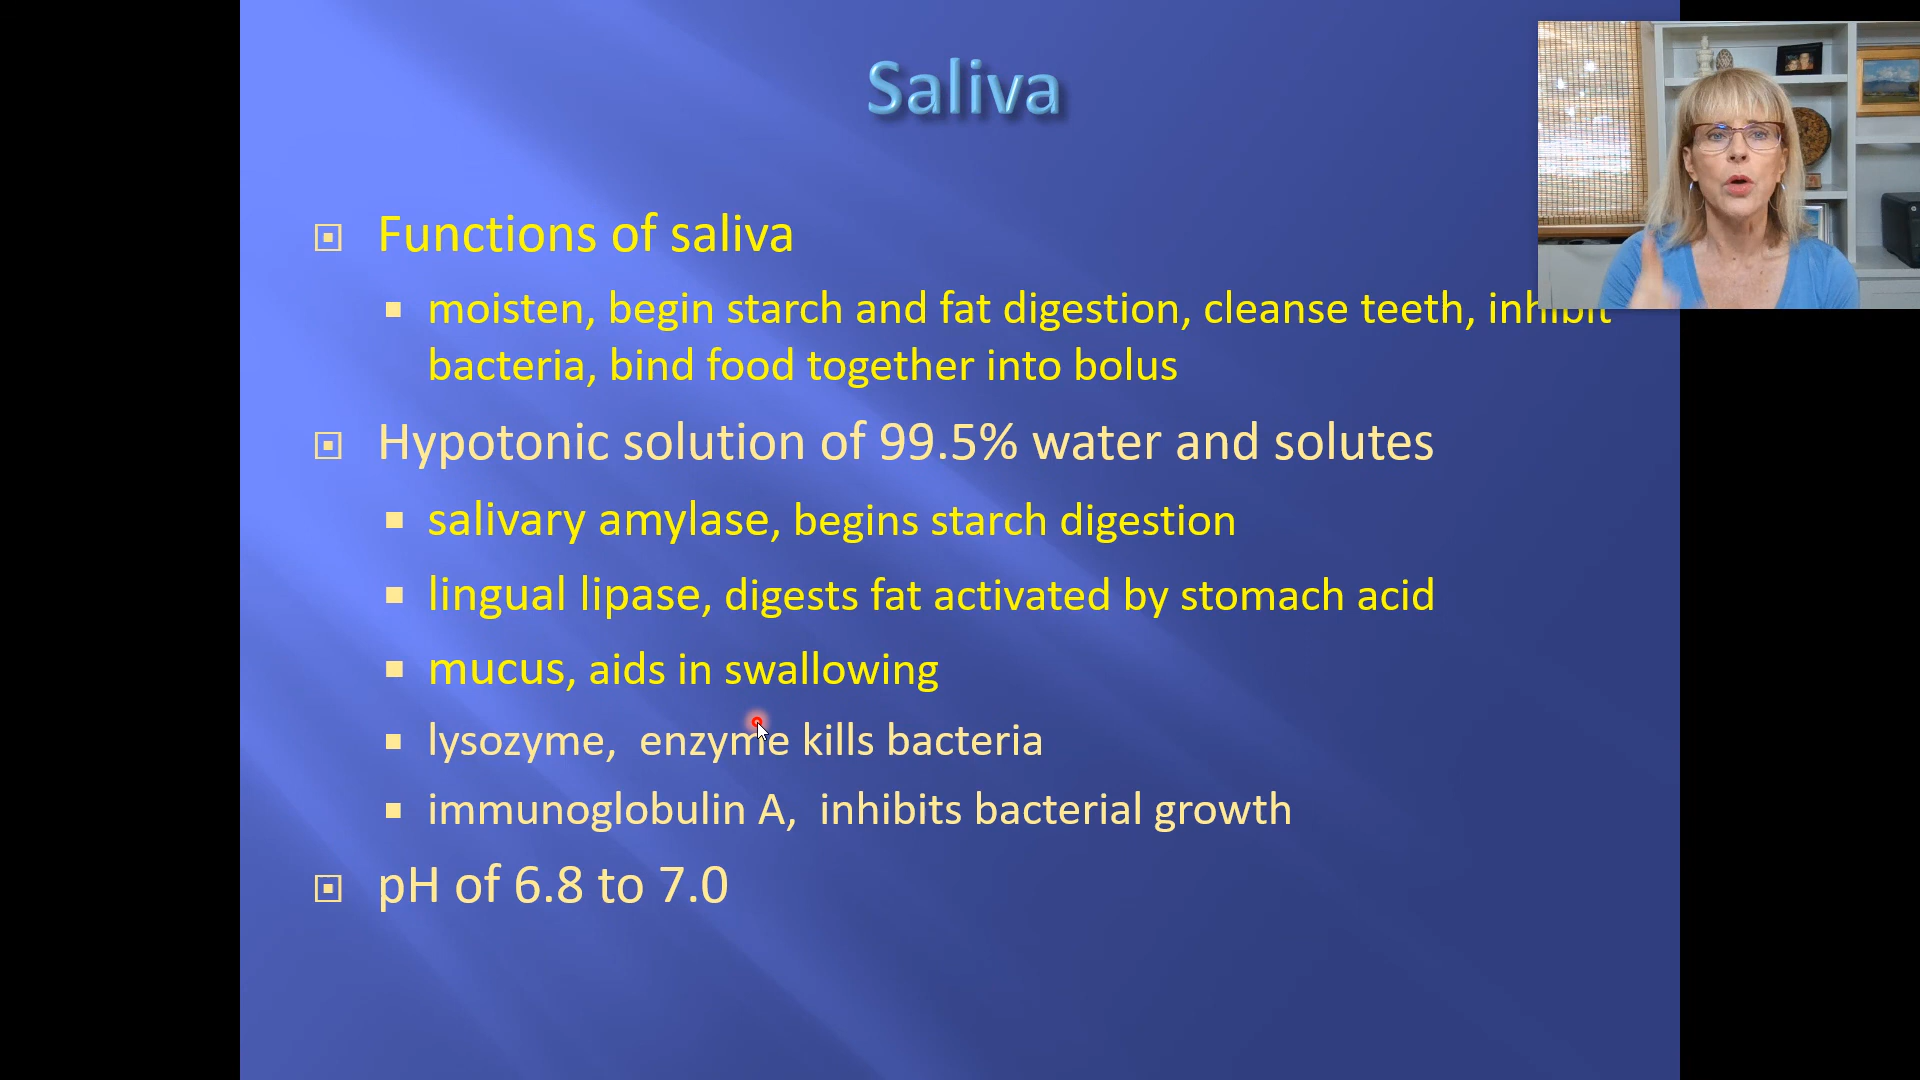 Saliva
Functions of saliva
moisten, begin starch and fat digestion, cleanse teeth, inhibit
bacteria, bind food together into bolus
Hypotonic solution of 99.5% water and solutes
salivary amylase, begins starch digestion
lingual lipase, digests fat activated by stomach acid
mucus, aids in swallowing
lysozyme, enzyme kills bacteria
immunoglobulin A, inhibits bacterial growth
pH of 6.8 to 7.0